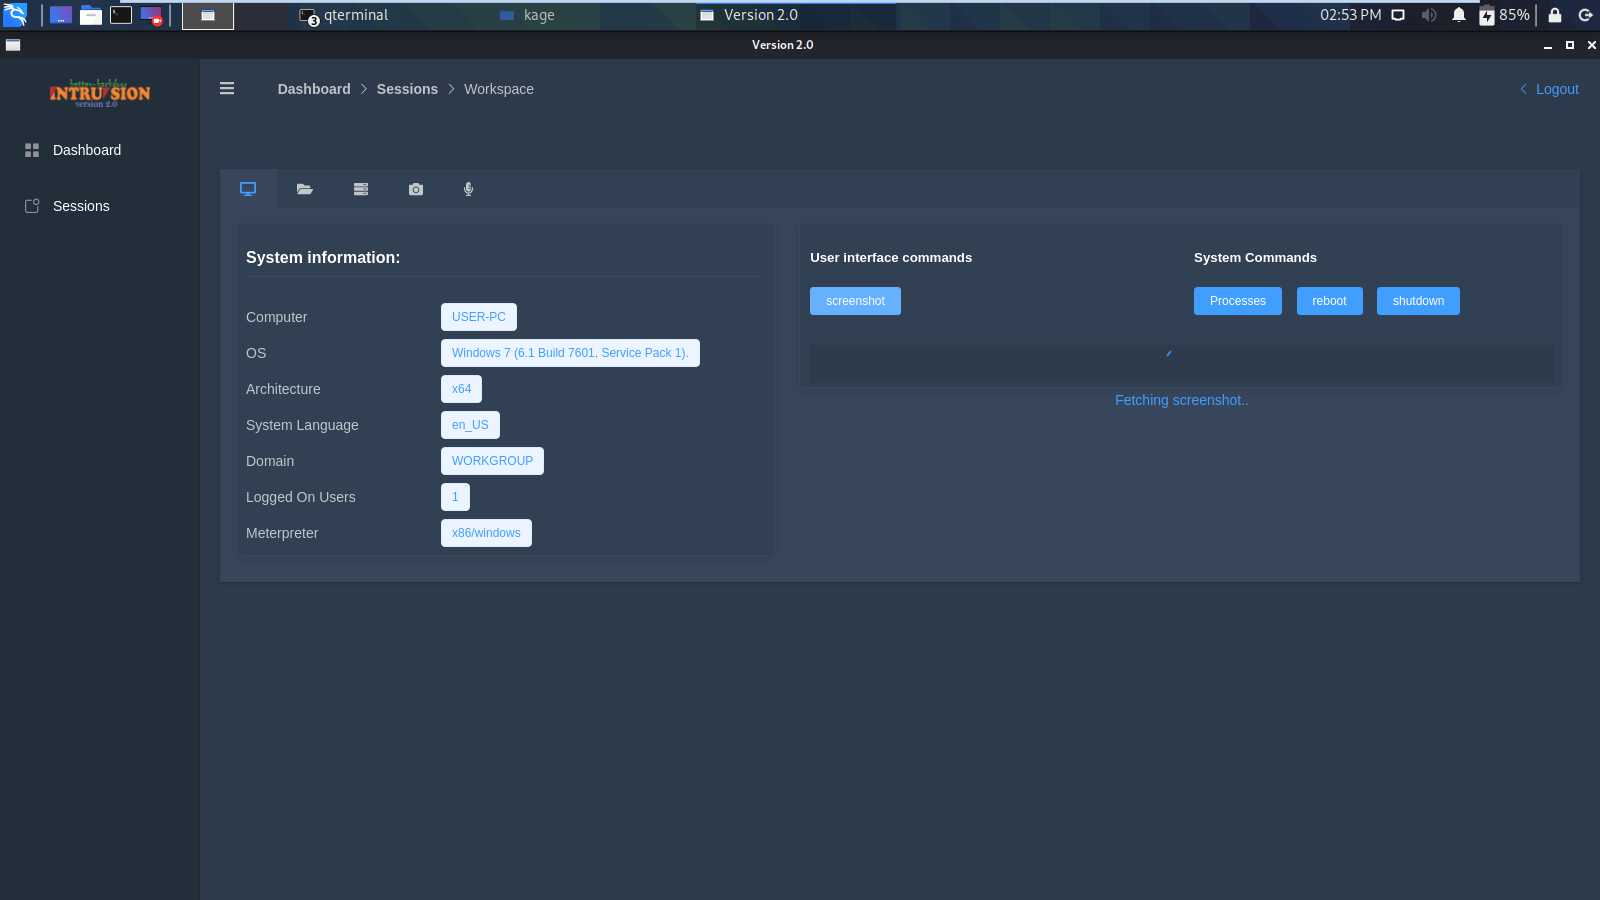 3 qterminal
kage
Version 2.0
02:53 PM
85%
Version 2.0
INTRUSION
version 2.0
Dashboard
Sessions
Dashboard > Sessions > Workspace
Logout
System information:
Computer USER-PC
OS Windows 7 (6.1 Build 7601, Service Pack 1).
Architecture x64
System Language en_US
Domain WORKGROUP
Logged On Users 1
Meterpreter x86/windows
User interface commands
screenshot
System Commands
Processes reboot shutdown
Fetching screenshot..